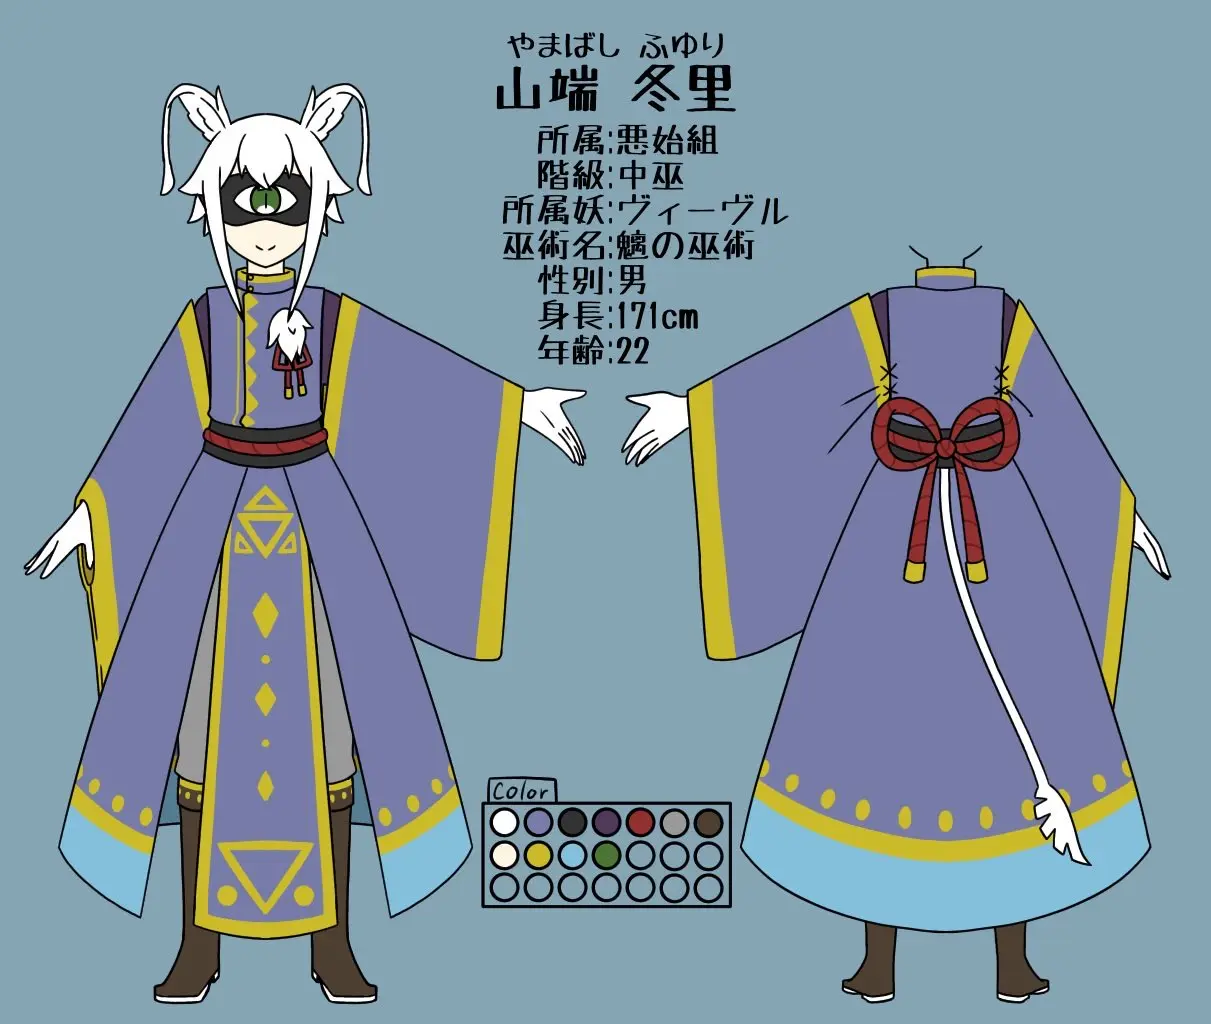 やまばし ふゆり
山端 冬里
所属:悪始組
階級:中巫
所属妖:ヴィーヴル
巫術名:魑の巫術
性別:男
身長:171cm
年齢:22
Color